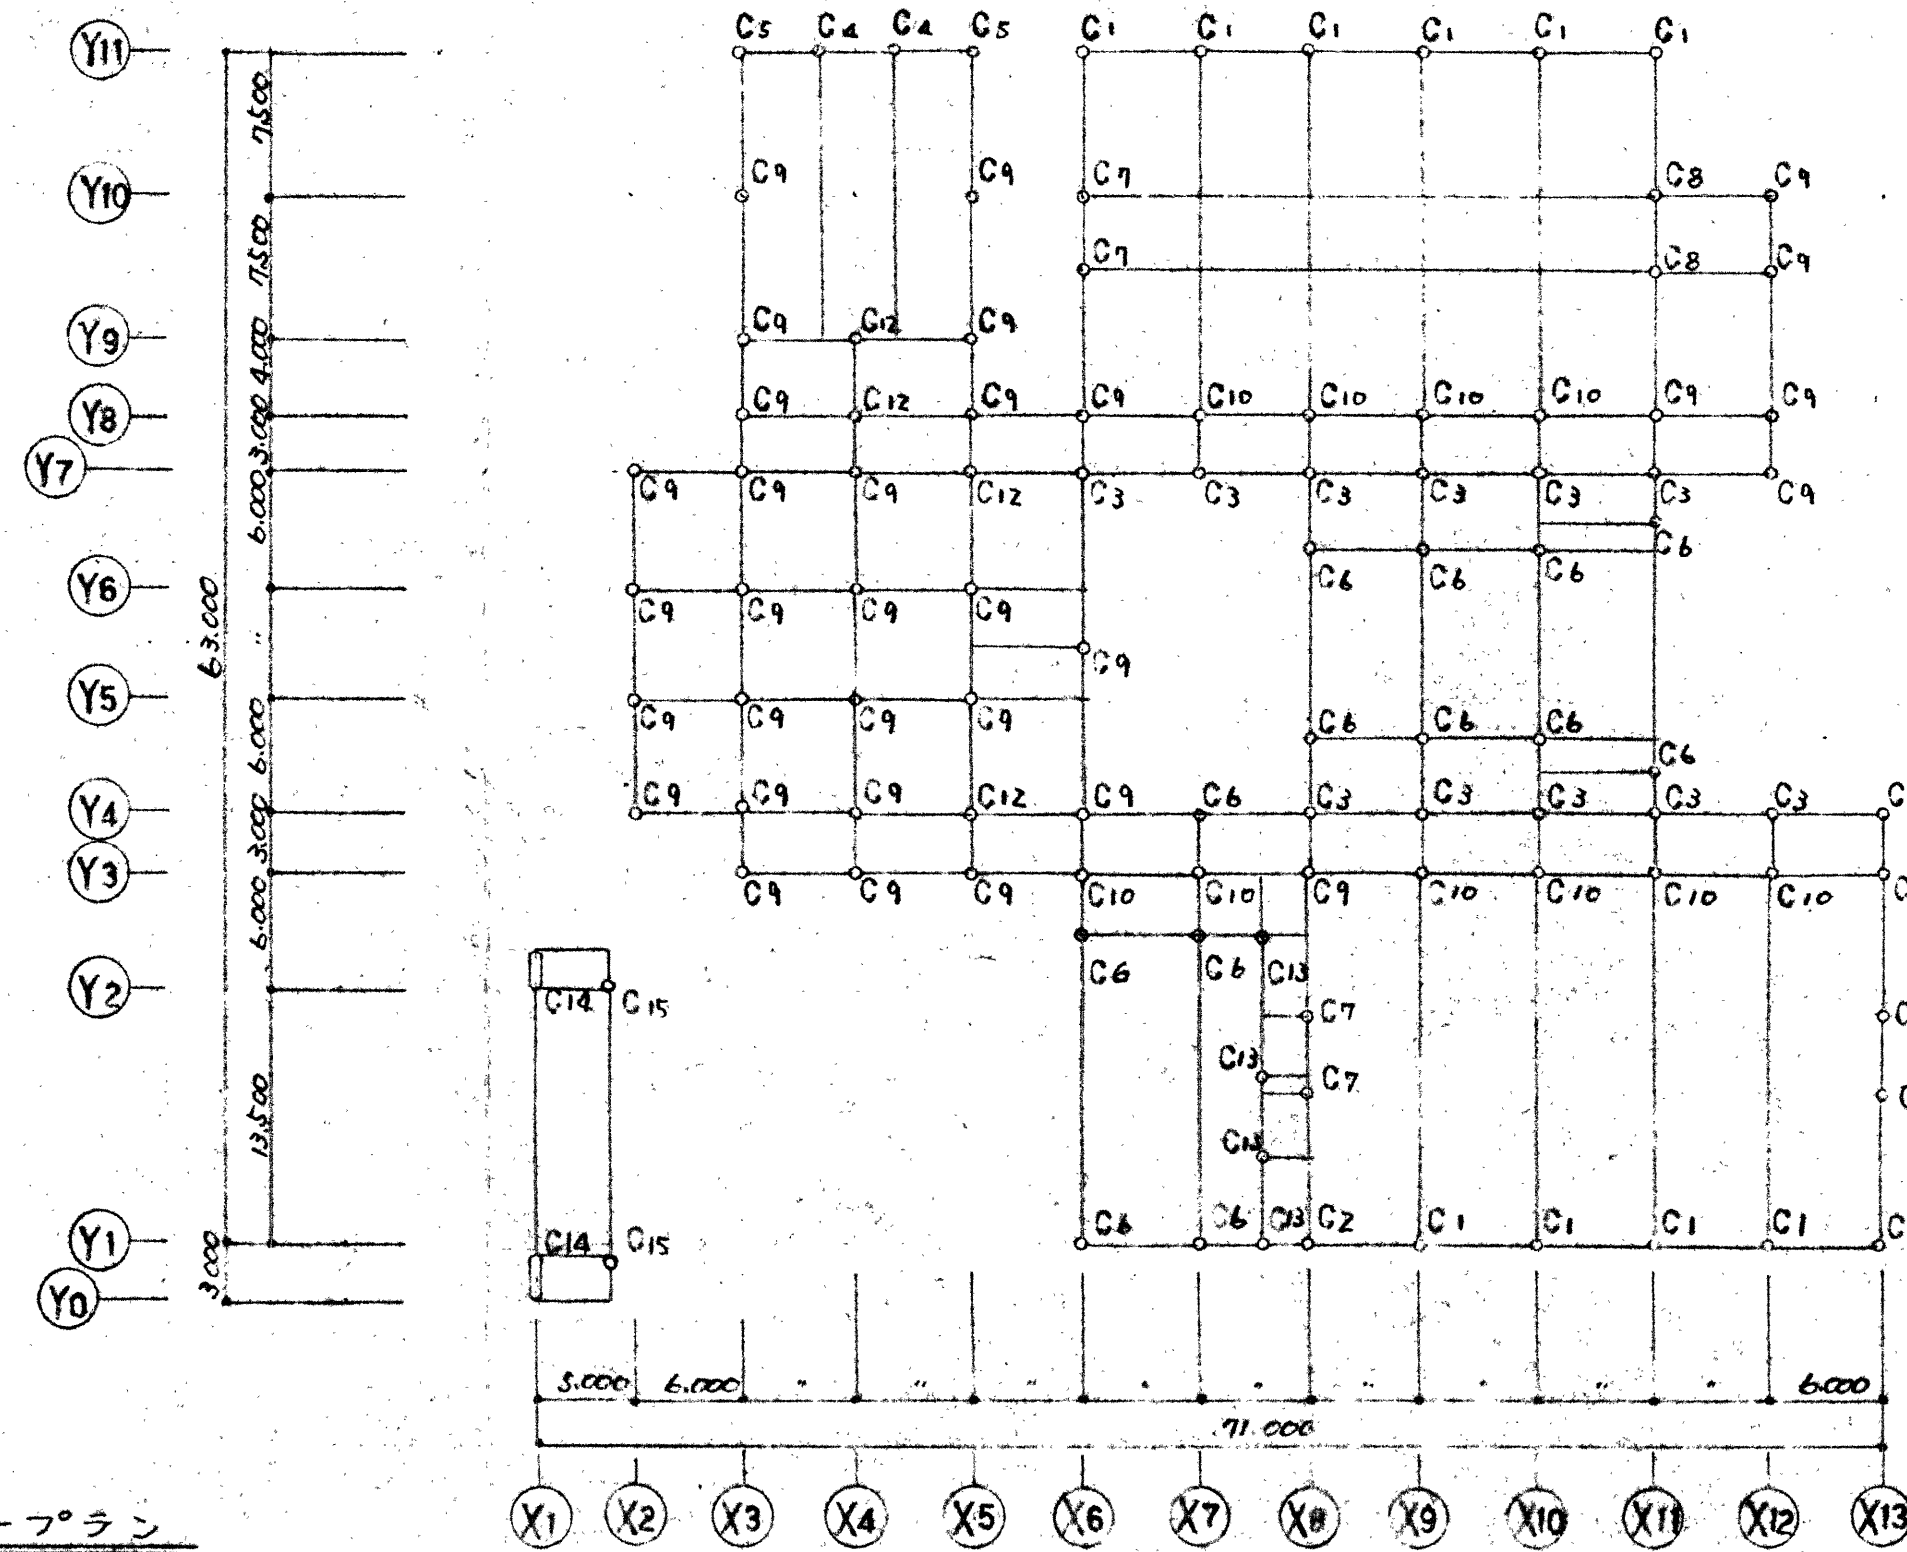 Y11 C5 C4 C4 C5 C1 C1 C1 C1 C1 C1
7.500
Y10 C9 C9 C7 C8 C9
7.500
C7 C8 C9
Y9 C9 C12 C9
4.000
Y8 C9 C12 C9 C9 C10 C10 C10 C10 C9 C9
3.000
Y7 C9 C9 C9 C12 C3 C3 C3 C3 C3 C3 C9
6.000
C6
Y6 C6 C6 C6
C9 C9 C9 C9
63.000 〃
C9
Y5 C9 C9 C9 C9
6.000
C6 C6 C6
C6
Y4 C9 C9 C9 C12 C9 C6 C3 C3 C3 C3 C3 C
3.000
Y3 C9 C9 C9 C10 C10 C9 C10 C10 C10 C10
6.000
C6 C6 C13
Y2 C14 C15 C7
C13 C7
13.500
C13
Y1 C14 C15 C6 C6 C13 C2 C1 C1 C1 C1 C
3.000
Y0
5.000 6.000 〃 〃 〃 〃 〃 〃 〃 〃 〃 6.000
71.000
X1 X2 X3 X4 X5 X6 X7 X8 X9 X10 X11 X12 X13
ープラン